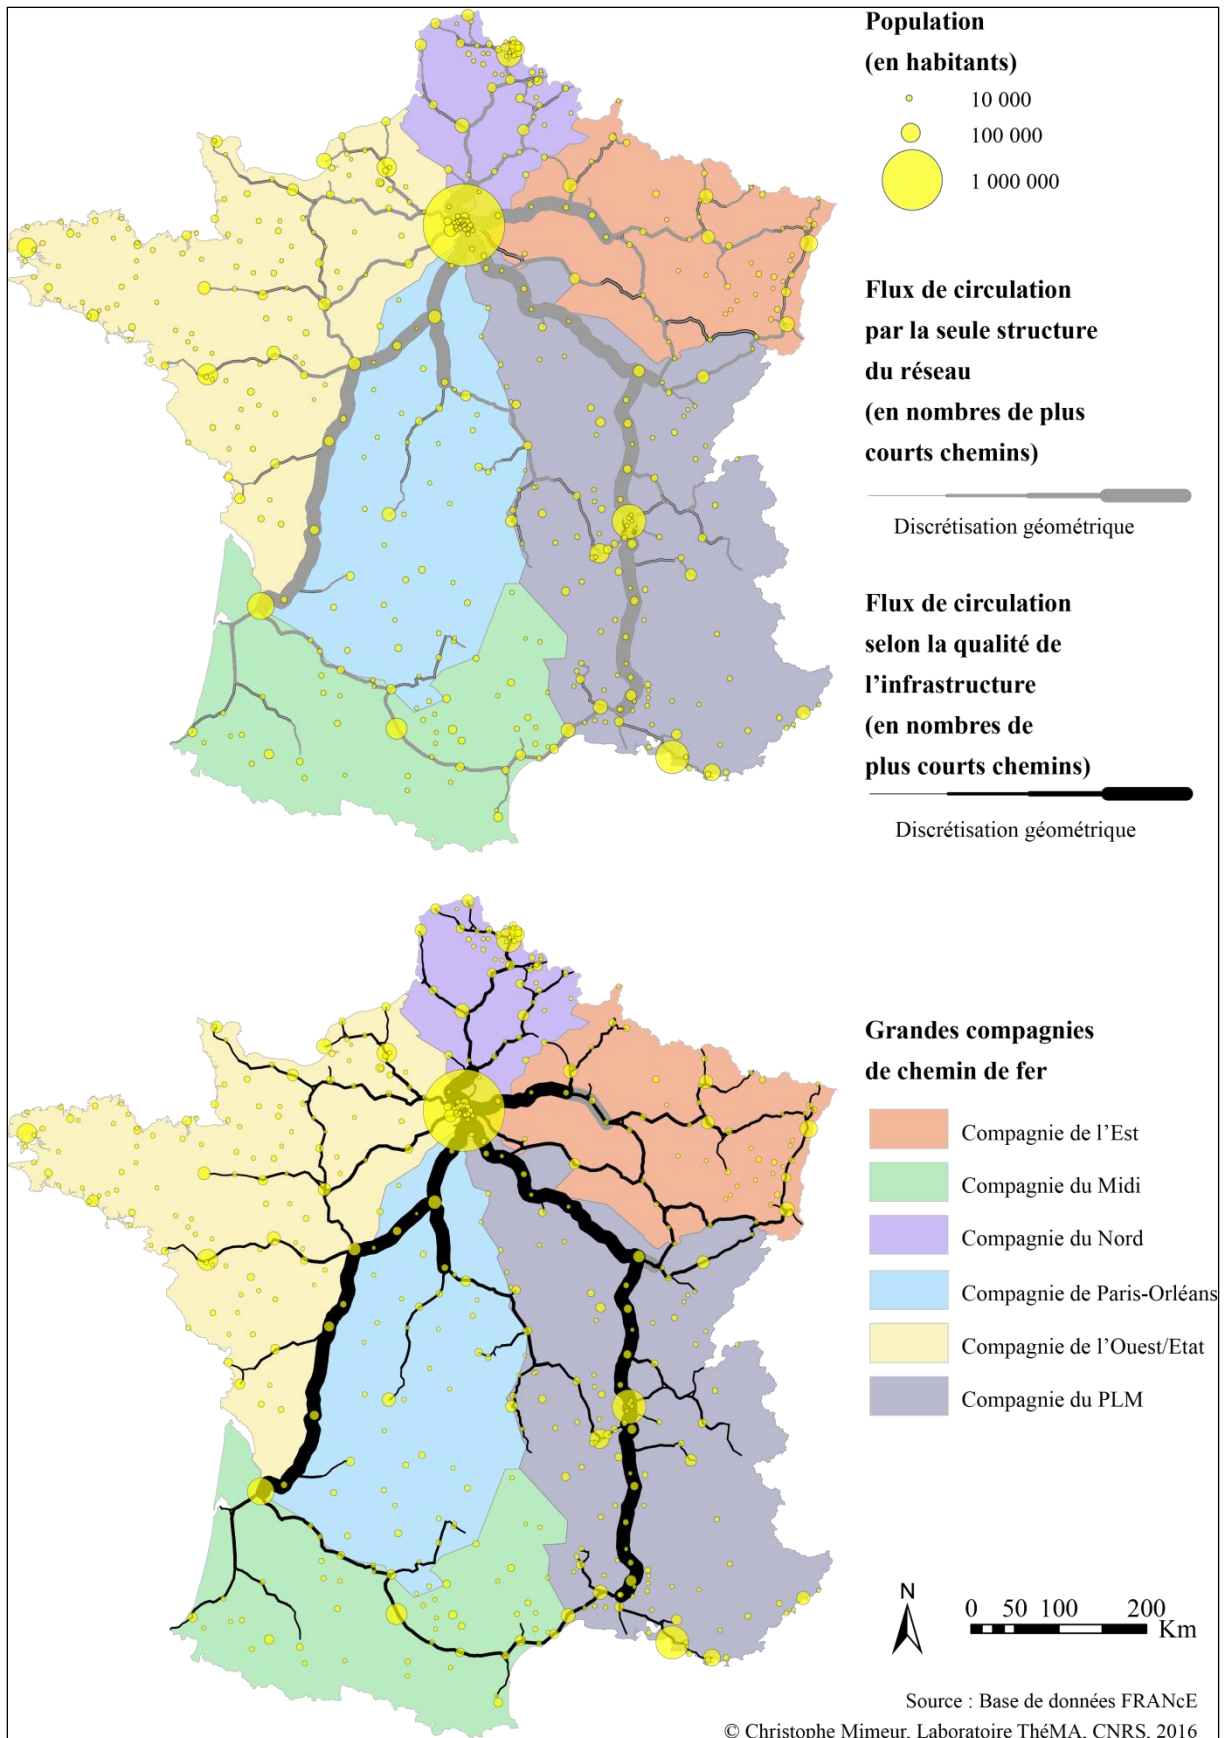 Population
(en habitants)
10 000
100 000
1 000 000
Flux de circulation
par la seule structure
du réseau
(en nombres de plus
courts chemins)
Discrétisation géométrique
Flux de circulation
selon la qualité de
l’infrastructure
(en nombres de
plus courts chemins)
Discrétisation géométrique
Grandes compagnies
de chemin de fer
Compagnie de l’Est
Compagnie du Midi
Compagnie du Nord
Compagnie de Paris-Orléans
Compagnie de l’Ouest/Etat
Compagnie du PLM
N
0 50 100 200
Km
Source : Base de données FRANcE
© Christophe Mimeur, Laboratoire ThéMA, CNRS, 2016